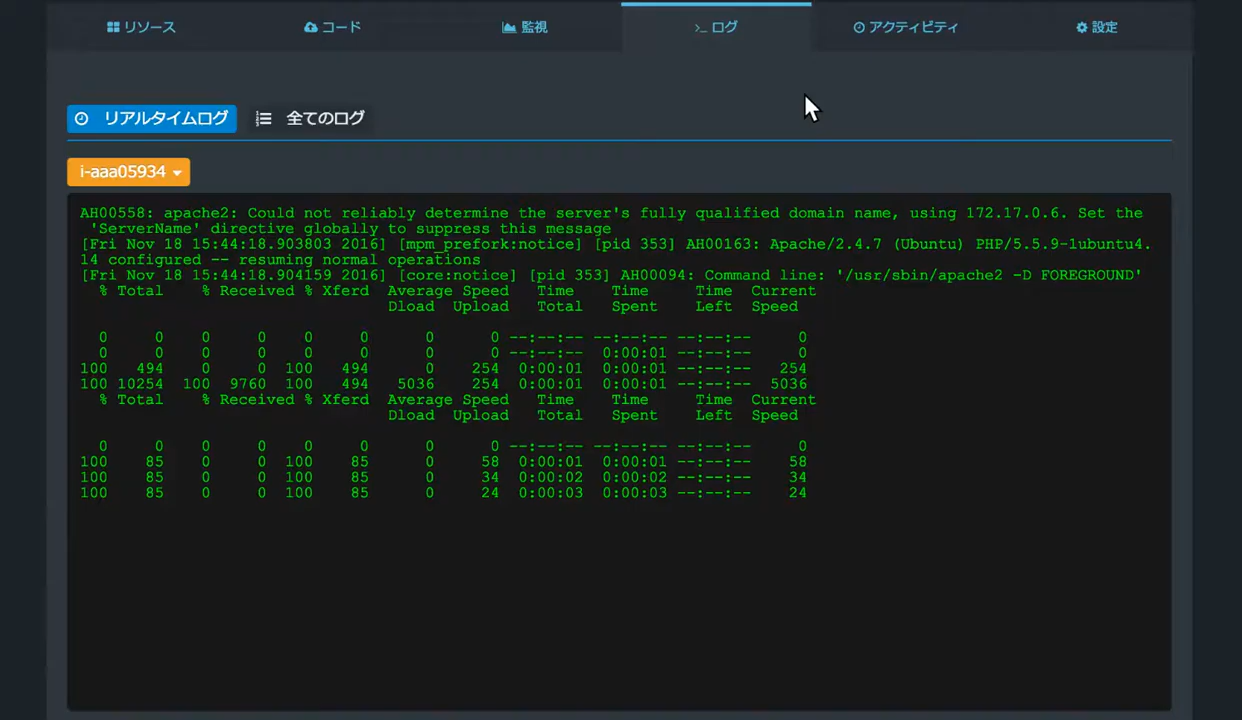 リソース コード 監視 >_ ログ アクティビティ 設定
リアルタイムログ 全てのログ
i-aaa05934
AH00558: apache2: Could not reliably determine the server's fully qualified domain name, using 172.17.0.6. Set the
'ServerName' directive globally to suppress this message
[Fri Nov 18 15:44:18.903803 2016] [mpm_prefork:notice] [pid 353] AH00163: Apache/2.4.7 (Ubuntu) PHP/5.5.9-1ubuntu4.
14 configured -- resuming normal operations
[Fri Nov 18 15:44:18.904159 2016] [core:notice] [pid 353] AH00094: Command line: '/usr/sbin/apache2 -D FOREGROUND'
% Total % Received % Xferd Average Speed Time Time Time Current
Dload Upload Total Spent Left Speed
0 0 0 0 0 0 0 0 --:--:-- --:--:-- --:--:-- 0
0 0 0 0 0 0 0 0 --:--:-- 0:00:01 --:--:-- 0
100 494 0 0 100 494 0 254 0:00:01 0:00:01 --:--:-- 254
100 10254 100 9760 100 494 5036 254 0:00:01 0:00:01 --:--:-- 5036
% Total % Received % Xferd Average Speed Time Time Time Current
Dload Upload Total Spent Left Speed
0 0 0 0 0 0 0 0 --:--:-- --:--:-- --:--:-- 0
100 85 0 0 100 85 0 58 0:00:01 0:00:01 --:--:-- 58
100 85 0 0 100 85 0 34 0:00:02 0:00:02 --:--:-- 34
100 85 0 0 100 85 0 24 0:00:03 0:00:03 --:--:-- 24